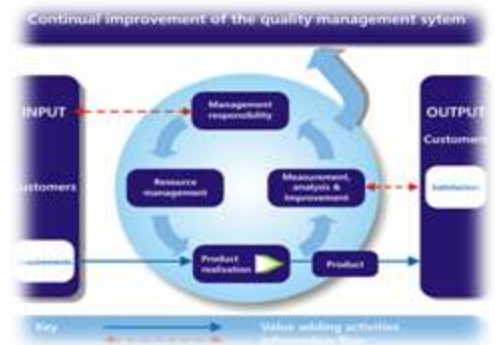 Continual improvement of the quality management sytem
INPUT
Management
responsibility
OUTPUT
Customers
Customers
Resource
management
Measurement,
analysis &
Improvement
Satisfaction
Product
realisation
Product
Key
Value adding activities